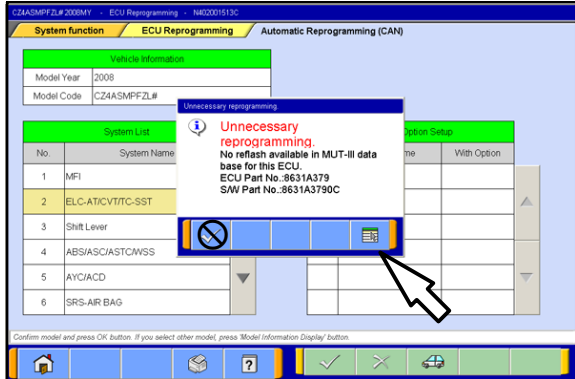 CZ4ASMPFZL# 2008MY - ECU Reprogramming - N402001513C
System function
ECU Reprogramming
Automatic Reprogramming (CAN)
Vehicle Information
Model Year 2008
Model Code CZ4ASMPFZL#
System List
Option Setup
No. System Name
me With Option
1 MFI
2 ELC-AT/CVT/TC-SST
3 Shift Lever
4 ABS/ASC/ASTC/WSS
5 AYC/ACD
6 SRS-AIR BAG
Unnecessary reprogramming.
Unnecessary
reprogramming.
No reflash available in MUT-III data
base for this ECU.
ECU Part No.:8631A379
S/W Part No.:8631A3790C
Confirm model and press OK button. If you select other model, press 'Model Information Display' button.
?